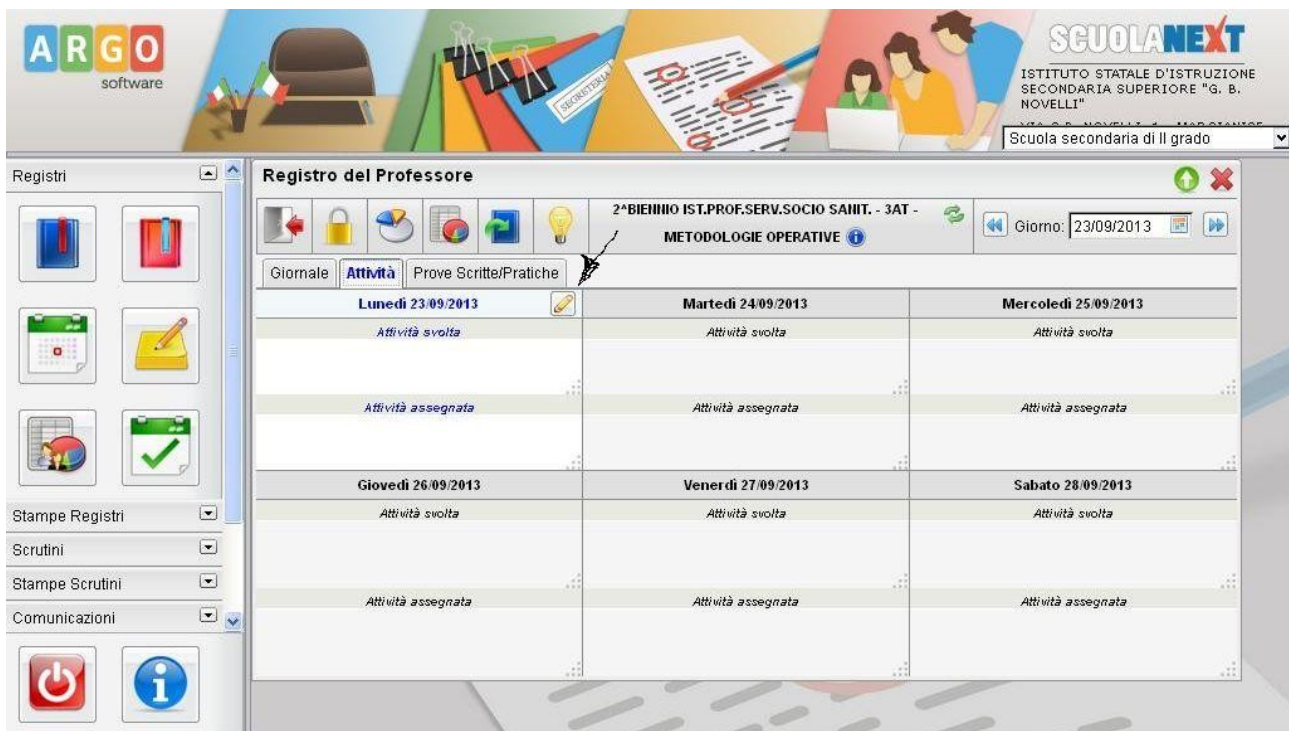 ARGO
software
SEGRETERIA
SCUOLANEXT
ISTITUTO STATALE D'ISTRUZIONE
SECONDARIA SUPERIORE "G. B.
NOVELLI"
Scuola secondaria di II grado
Registri
Stampe Registri
Scrutini
Stampe Scrutini
Comunicazioni
Registro del Professore
2^BIENNIO IST.PROF.SERV.SOCIO SANIT. - 3AT -
METODOLOGIE OPERATIVE
Giorno: 23/09/2013
Giornale Attività Prove Scritte/Pratiche
Lunedì 23/09/2013 Martedì 24/09/2013 Mercoledì 25/09/2013
Attività svolta Attività svolta Attività svolta
Attività assegnata Attività assegnata Attività assegnata
Giovedì 26/09/2013 Venerdì 27/09/2013 Sabato 28/09/2013
Attività svolta Attività svolta Attività svolta
Attività assegnata Attività assegnata Attività assegnata